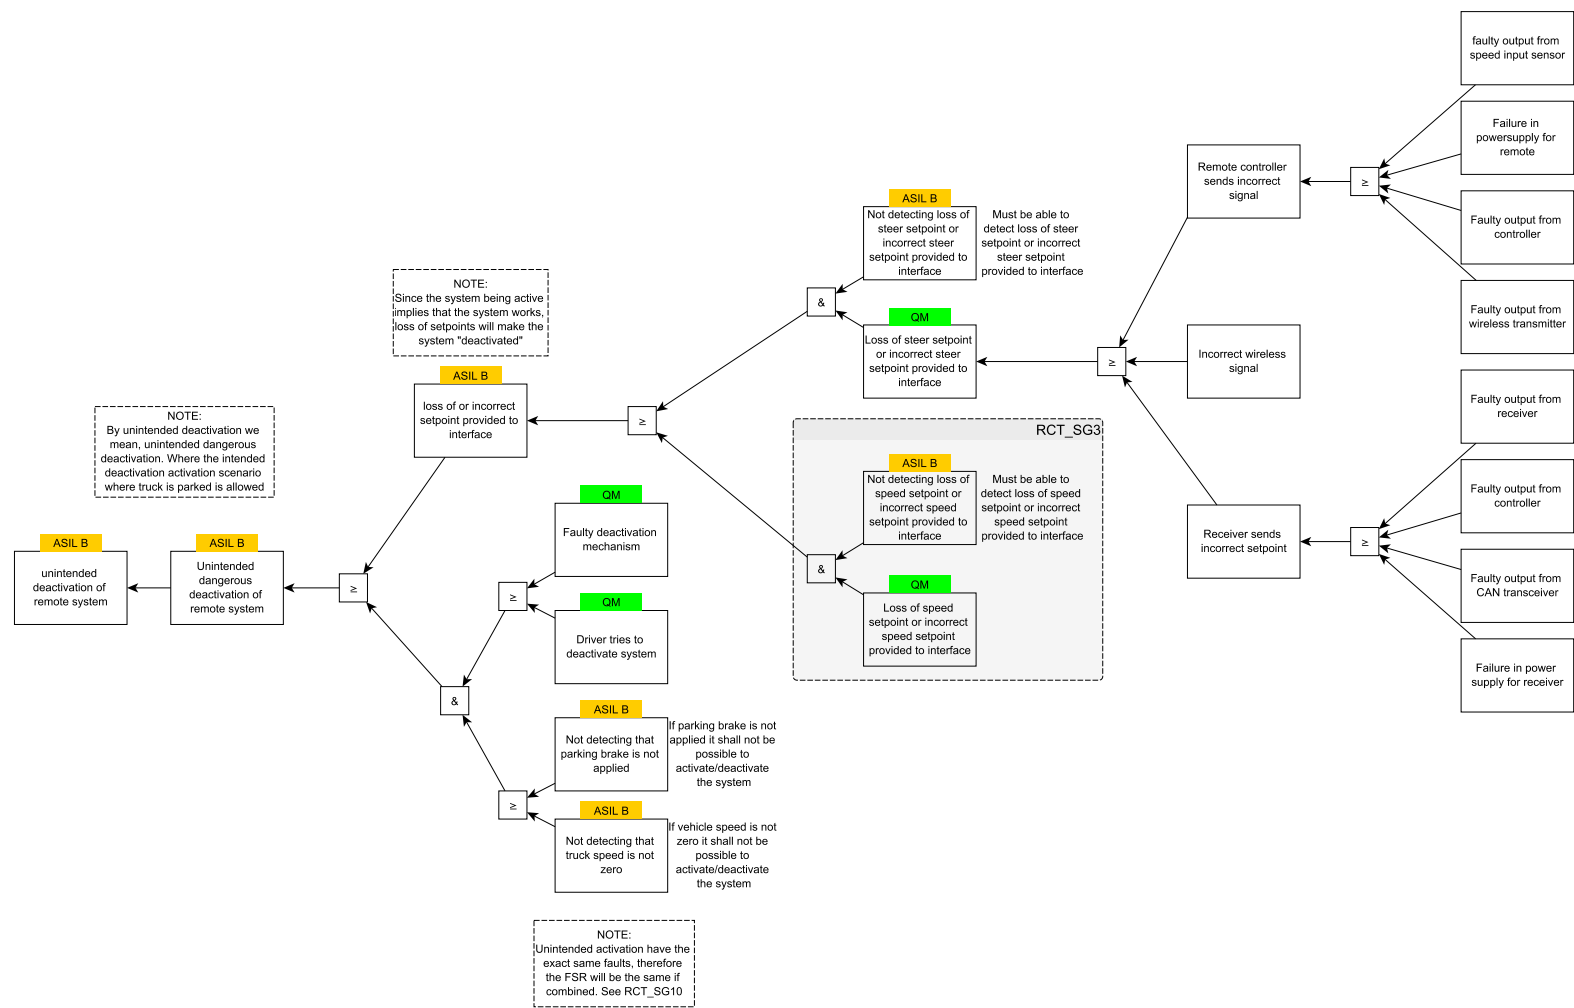 NOTE:
By unintended deactivation we
mean, unintended dangerous
deactivation. Where the intended
deactivation activation scenario
where truck is parked is allowed
ASIL B
unintended
deactivation of
remote system
ASIL B
Unintended
dangerous
deactivation of
remote system
≥
NOTE:
Since the system being active
implies that the system works,
loss of setpoints will make the
system "deactivated"
ASIL B
loss of or incorrect
setpoint provided to
interface
≥
&
≥
QM
Faulty deactivation
mechanism
QM
Driver tries to
deactivate system
≥
ASIL B
Not detecting that
parking brake is not
applied
If parking brake is not
applied it shall not be
possible to
activate/deactivate
the system
ASIL B
Not detecting that
truck speed is not
zero
If vehicle speed is not
zero it shall not be
possible to
activate/deactivate
the system
NOTE:
Unintended activation have the
exact same faults, therefore
the FSR will be the same if
combined. See RCT_SG10
&
ASIL B
Not detecting loss of
steer setpoint or
incorrect steer
setpoint provided to
interface
Must be able to
detect loss of steer
setpoint or incorrect
steer setpoint
provided to interface
QM
Loss of steer setpoint
or incorrect steer
setpoint provided to
interface
RCT_SG3
&
ASIL B
Not detecting loss of
speed setpoint or
incorrect speed
setpoint provided to
interface
Must be able to
detect loss of speed
setpoint or incorrect
speed setpoint
provided to interface
QM
Loss of speed
setpoint or incorrect
speed setpoint
provided to interface
≥
Remote controller
sends incorrect
signal
Incorrect wireless
signal
Receiver sends
incorrect setpoint
≥
faulty output from
speed input sensor
Failure in
powersupply for
remote
Faulty output from
controller
Faulty output from
wireless transmitter
≥
Faulty output from
receiver
Faulty output from
controller
Faulty output from
CAN transceiver
Failure in power
supply for receiver